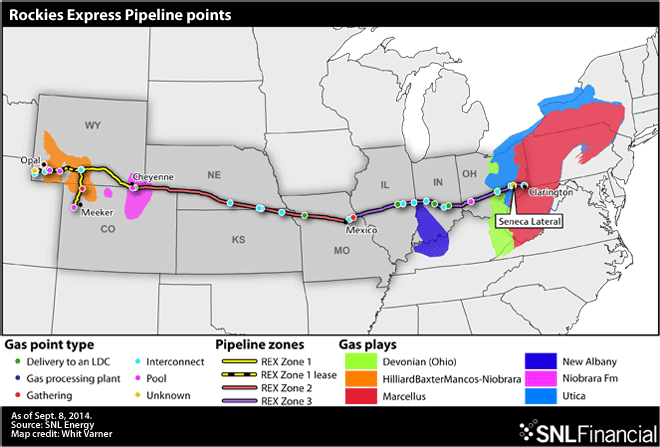 Rockies Express Pipeline points
WY
Opal
Cheyenne
NE
IL
IN
OH
Clarington
Meeker
CO
Seneca Lateral
Mexico
KS
MO
Gas point type
Delivery to an LDC
Interconnect
Gas processing plant
Pool
Gathering
Unknown
Pipeline zones
REX Zone 1
REX Zone 1 lease
REX Zone 2
REX Zone 3
Gas plays
Devonian (Ohio)
New Albany
HilliardBaxterMancos-Niobrara
Niobrara Fm
Marcellus
Utica
As of Sept. 8, 2014.
Source: SNL Energy
Map credit: Whit Varner
SNLFinancial